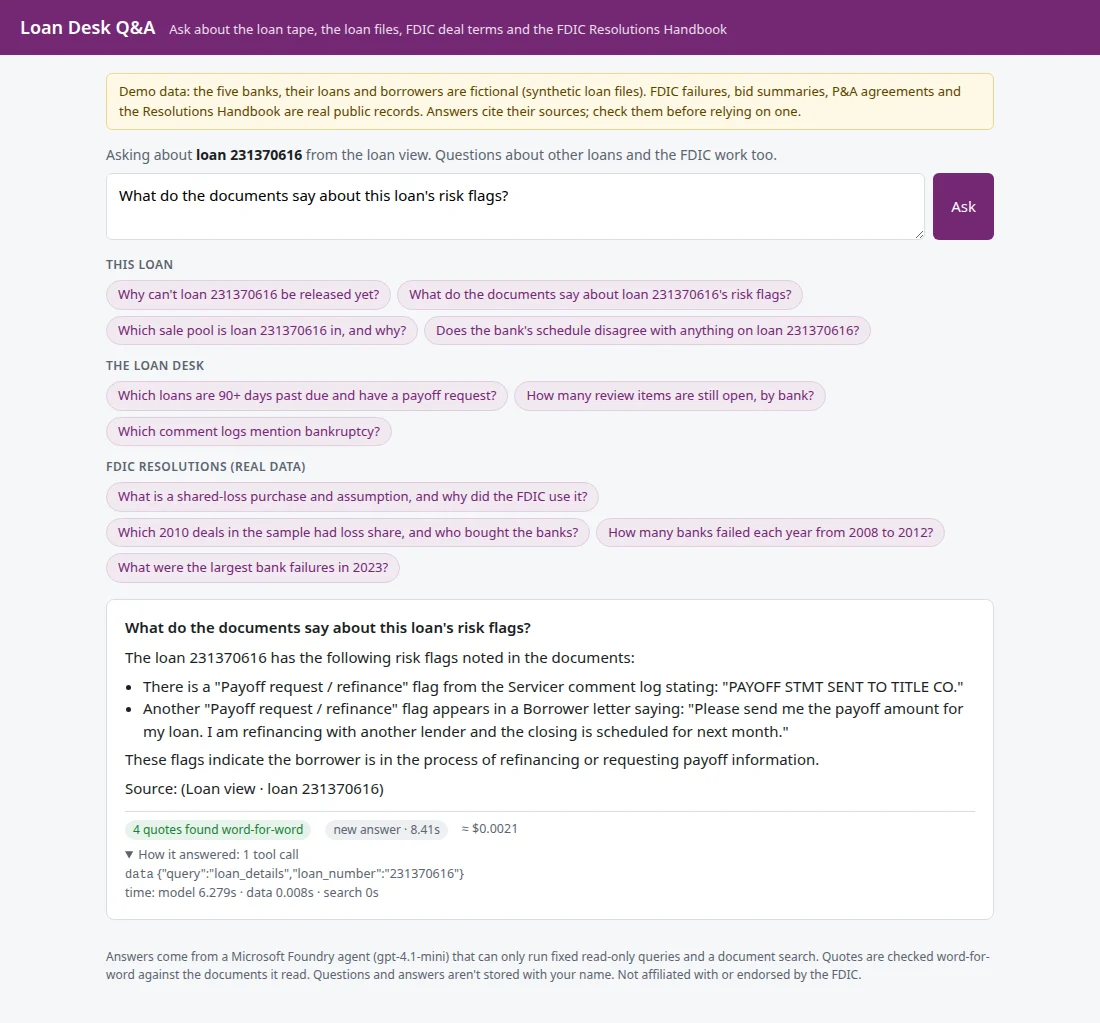 Loan Desk Q&A Ask about the loan tape, the loan files, FDIC deal terms and the FDIC Resolutions Handbook
Demo data: the five banks, their loans and borrowers are fictional (synthetic loan files). FDIC failures, bid summaries, P&A agreements and
the Resolutions Handbook are real public records. Answers cite their sources; check them before relying on one.
Asking about loan 231370616 from the loan view. Questions about other loans and the FDIC work too.
What do the documents say about this loan's risk flags?
Ask
THIS LOAN
Why can't loan 231370616 be released yet? What do the documents say about loan 231370616's risk flags?
Which sale pool is loan 231370616 in, and why? Does the bank's schedule disagree with anything on loan 231370616?
THE LOAN DESK
Which loans are 90+ days past due and have a payoff request? How many review items are still open, by bank?
Which comment logs mention bankruptcy?
FDIC RESOLUTIONS (REAL DATA)
What is a shared-loss purchase and assumption, and why did the FDIC use it?
Which 2010 deals in the sample had loss share, and who bought the banks? How many banks failed each year from 2008 to 2012?
What were the largest bank failures in 2023?
What do the documents say about this loan's risk flags?
The loan 231370616 has the following risk flags noted in the documents:
• There is a "Payoff request / refinance" flag from the Servicer comment log stating: "PAYOFF STMT SENT TO TITLE CO."
• Another "Payoff request / refinance" flag appears in a Borrower letter saying: "Please send me the payoff amount for
my loan. I am refinancing with another lender and the closing is scheduled for next month."
These flags indicate the borrower is in the process of refinancing or requesting payoff information.
Source: (Loan view · loan 231370616)
4 quotes found word-for-word new answer · 8.41s ≈ $0.0021
▼ How it answered: 1 tool call
data {"query":"loan_details","loan_number":"231370616"}
time: model 6.279s · data 0.008s · search 0s
Answers come from a Microsoft Foundry agent (gpt-4.1-mini) that can only run fixed read-only queries and a document search. Quotes are checked word-for-
word against the documents it read. Questions and answers aren't stored with your name. Not affiliated with or endorsed by the FDIC.